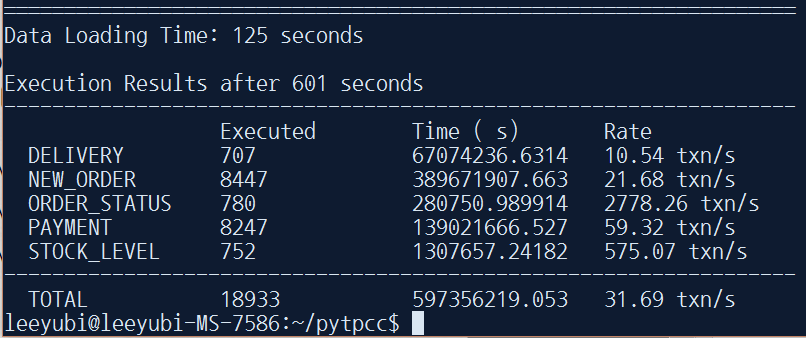 ==================================================================
Data Loading Time: 125 seconds
Execution Results after 601 seconds
------------------------------------------------------------------
Executed Time ( s) Rate
DELIVERY 707 67074236.6314 10.54 txn/s
NEW_ORDER 8447 389671907.663 21.68 txn/s
ORDER_STATUS 780 280750.989914 2778.26 txn/s
PAYMENT 8247 139021666.527 59.32 txn/s
STOCK_LEVEL 752 1307657.24182 575.07 txn/s
------------------------------------------------------------------
TOTAL 18933 597356219.053 31.69 txn/s
leeyubi@leeyubi-MS-7586:~/pytpcc$